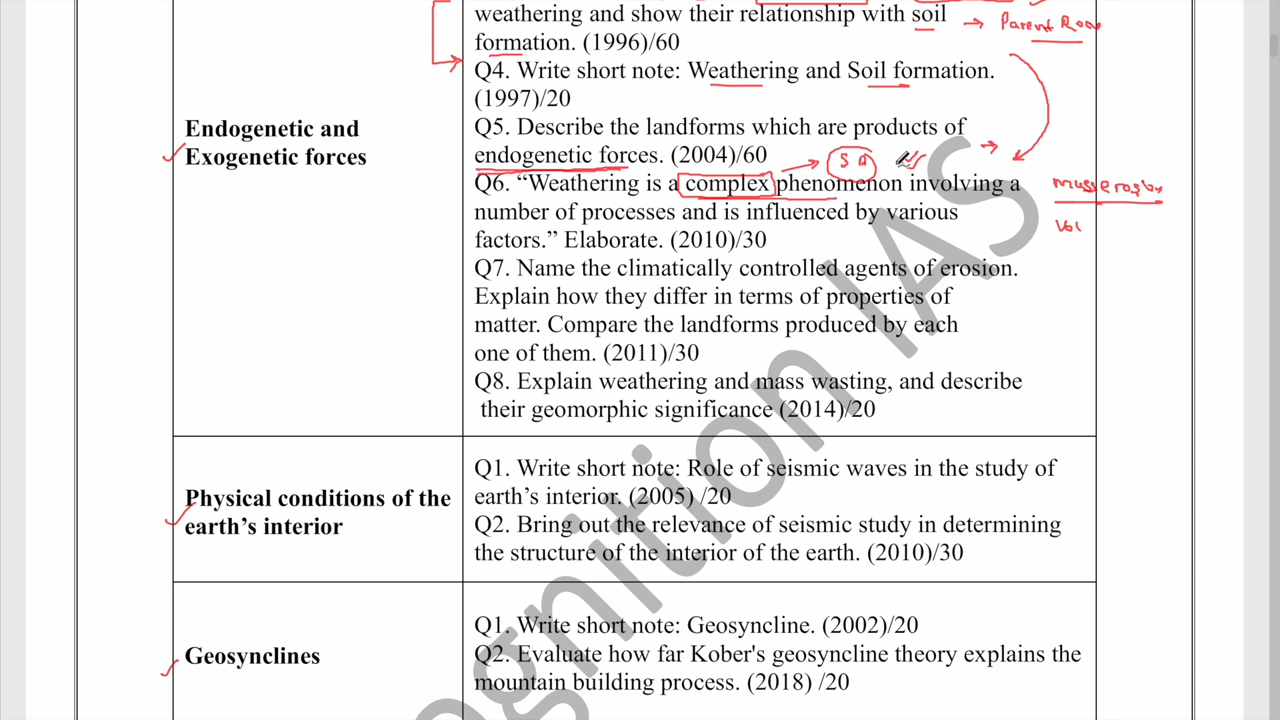 weathering and show their relationship with soil
→ Parent
formation. (1996)/60
Q4. Write short note: Weathering and Soil formation.
(1997)/20
Endogenetic and
Exogenetic forces
Q5. Describe the landforms which are products of
endogenetic forces. (2004)/60
Q6. “Weathering is a complex phenomenon involving a
number of processes and is influenced by various
factors.” Elaborate. (2010)/30
Q7. Name the climatically controlled agents of erosion.
Explain how they differ in terms of properties of
matter. Compare the landforms produced by each
one of them. (2011)/30
Q8. Explain weathering and mass wasting, and describe
their geomorphic significance (2014)/20
Physical conditions of the
earth’s interior
Q1. Write short note: Role of seismic waves in the study of
earth’s interior. (2005) /20
Q2. Bring out the relevance of seismic study in determining
the structure of the interior of the earth. (2010)/30
Geosynclines
Q1. Write short note: Geosyncline. (2002)/20
Q2. Evaluate how far Kober's geosyncline theory explains the
mountain building process. (2018) /20
ognition IAS